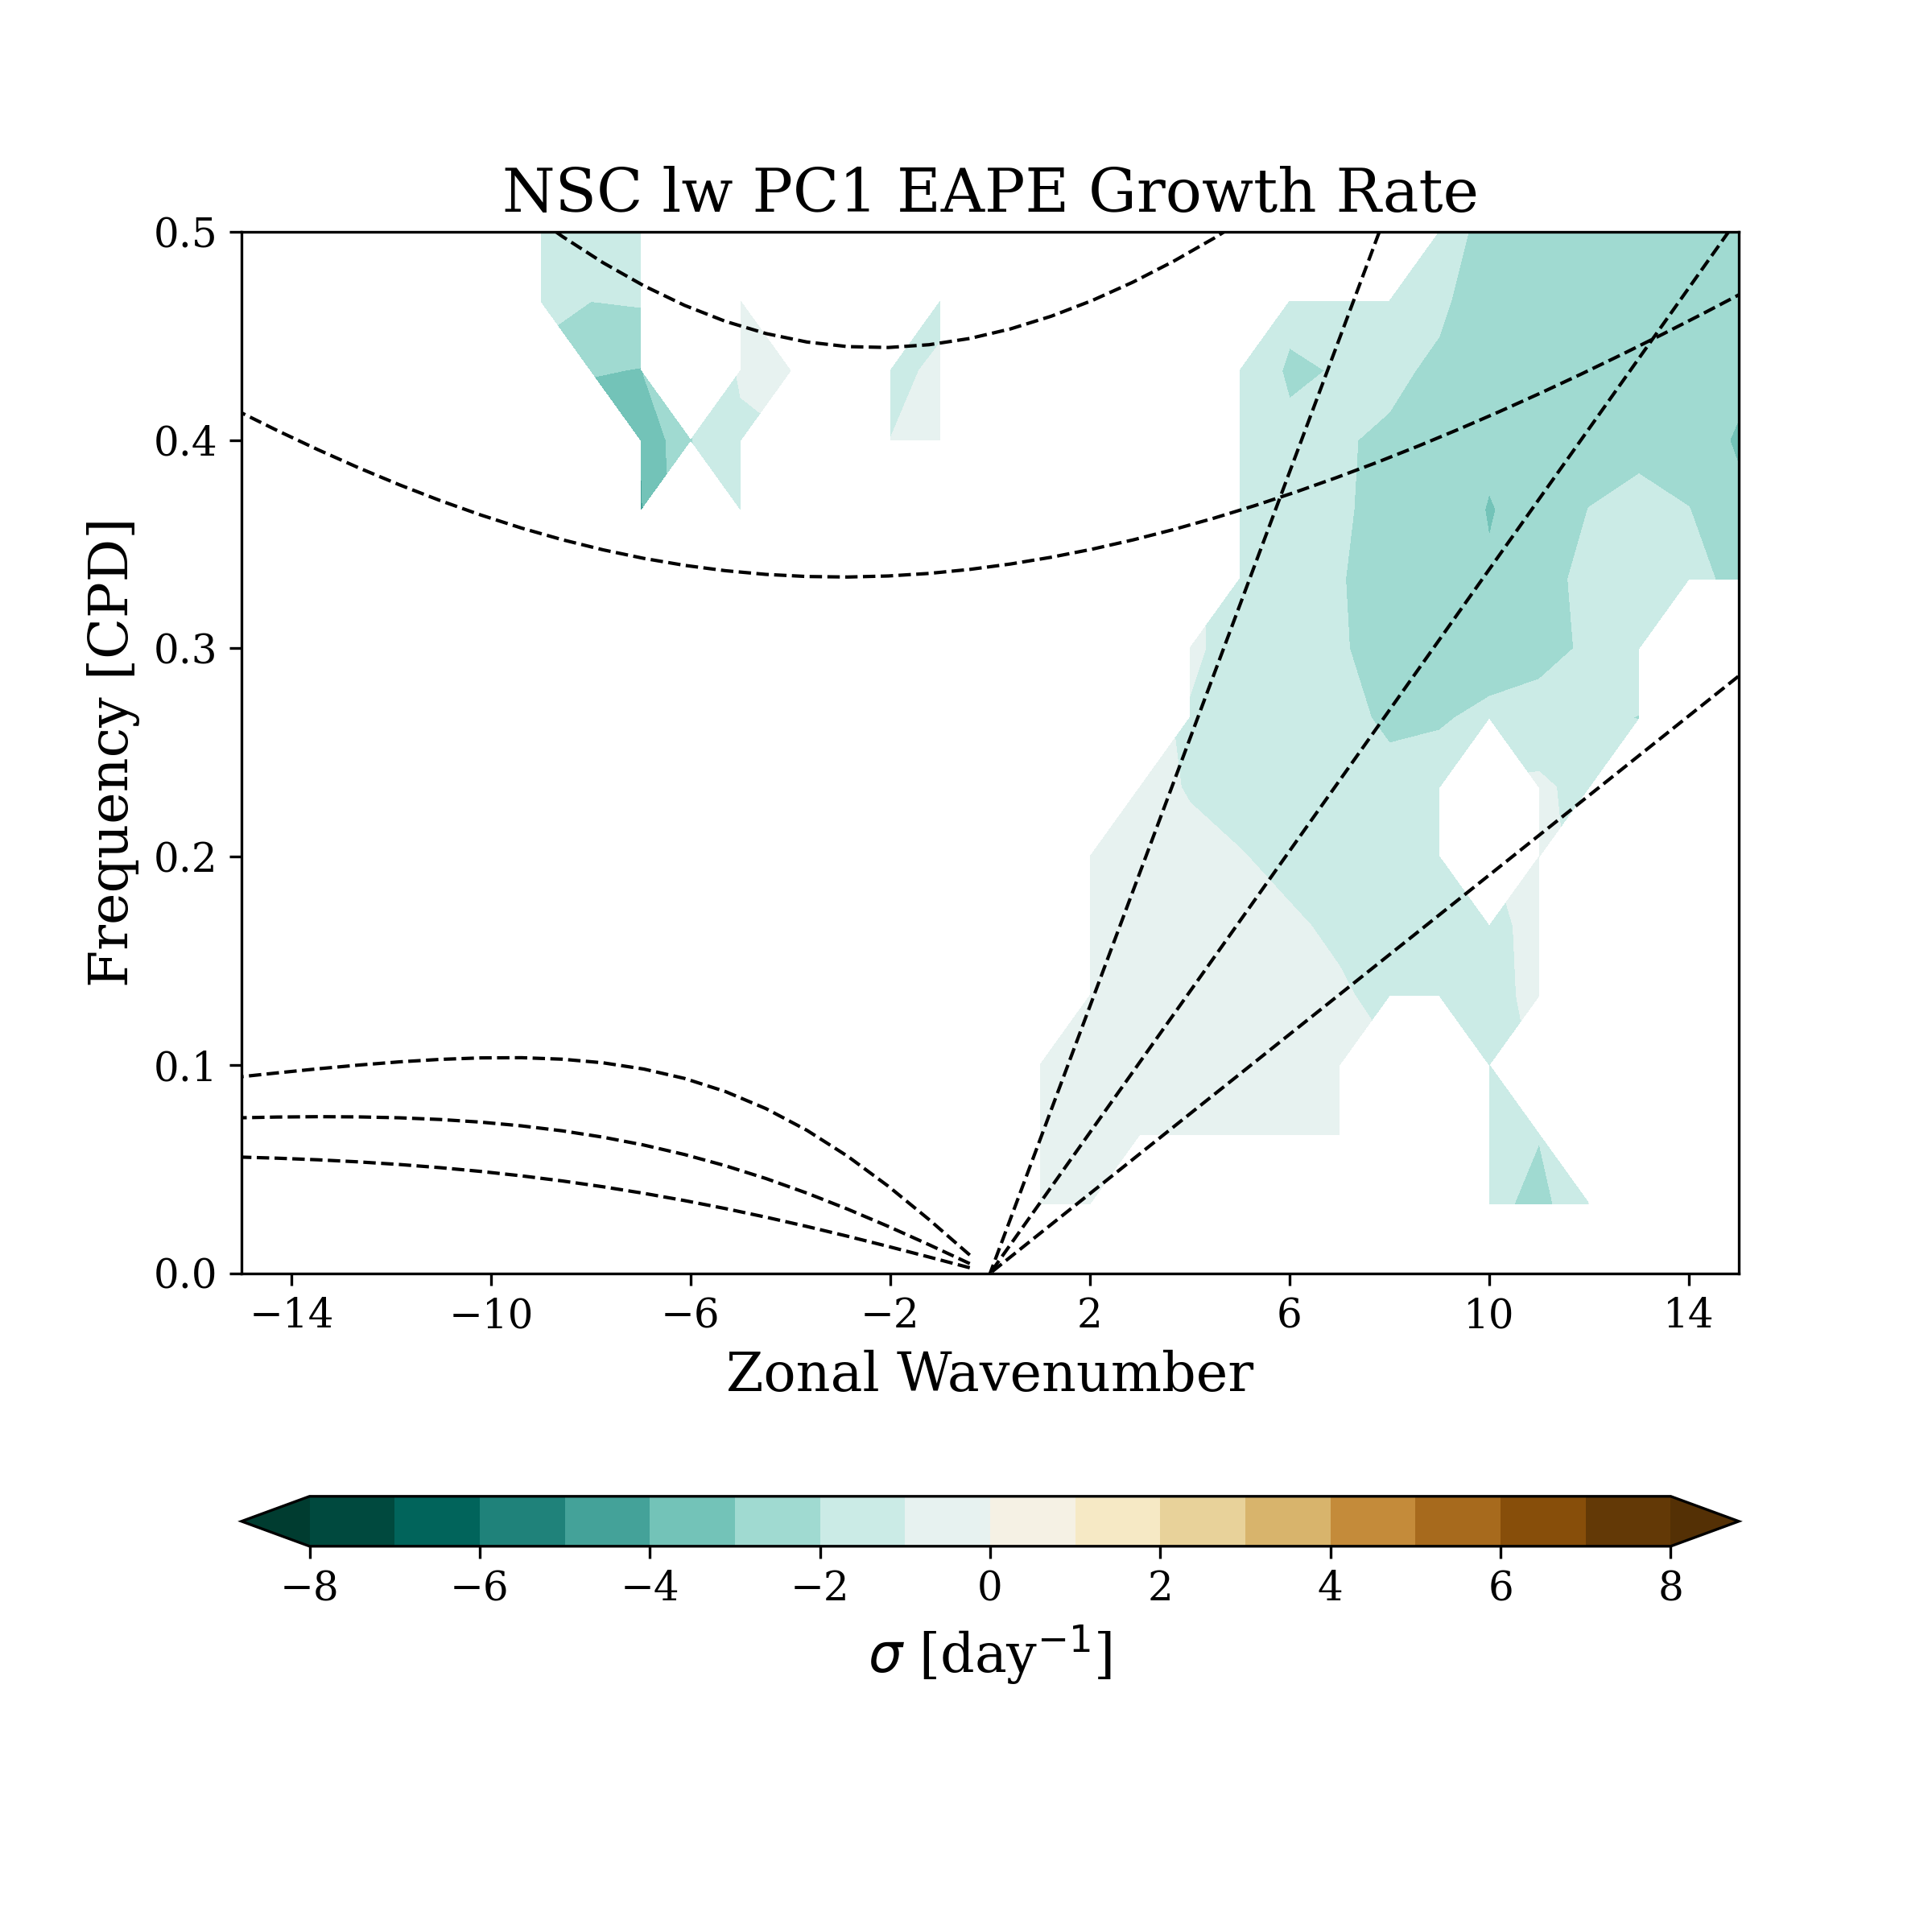 NSC lw PC1 EAPE Growth Rate
0.5
0.4
0.3
0.2
0.1
0.0
Frequency [CPD]
−14 −10 −6 −2 2 6 10 14
Zonal Wavenumber
−8 −6 −4 −2 0 2 4 6 8
σ [day⁻¹]